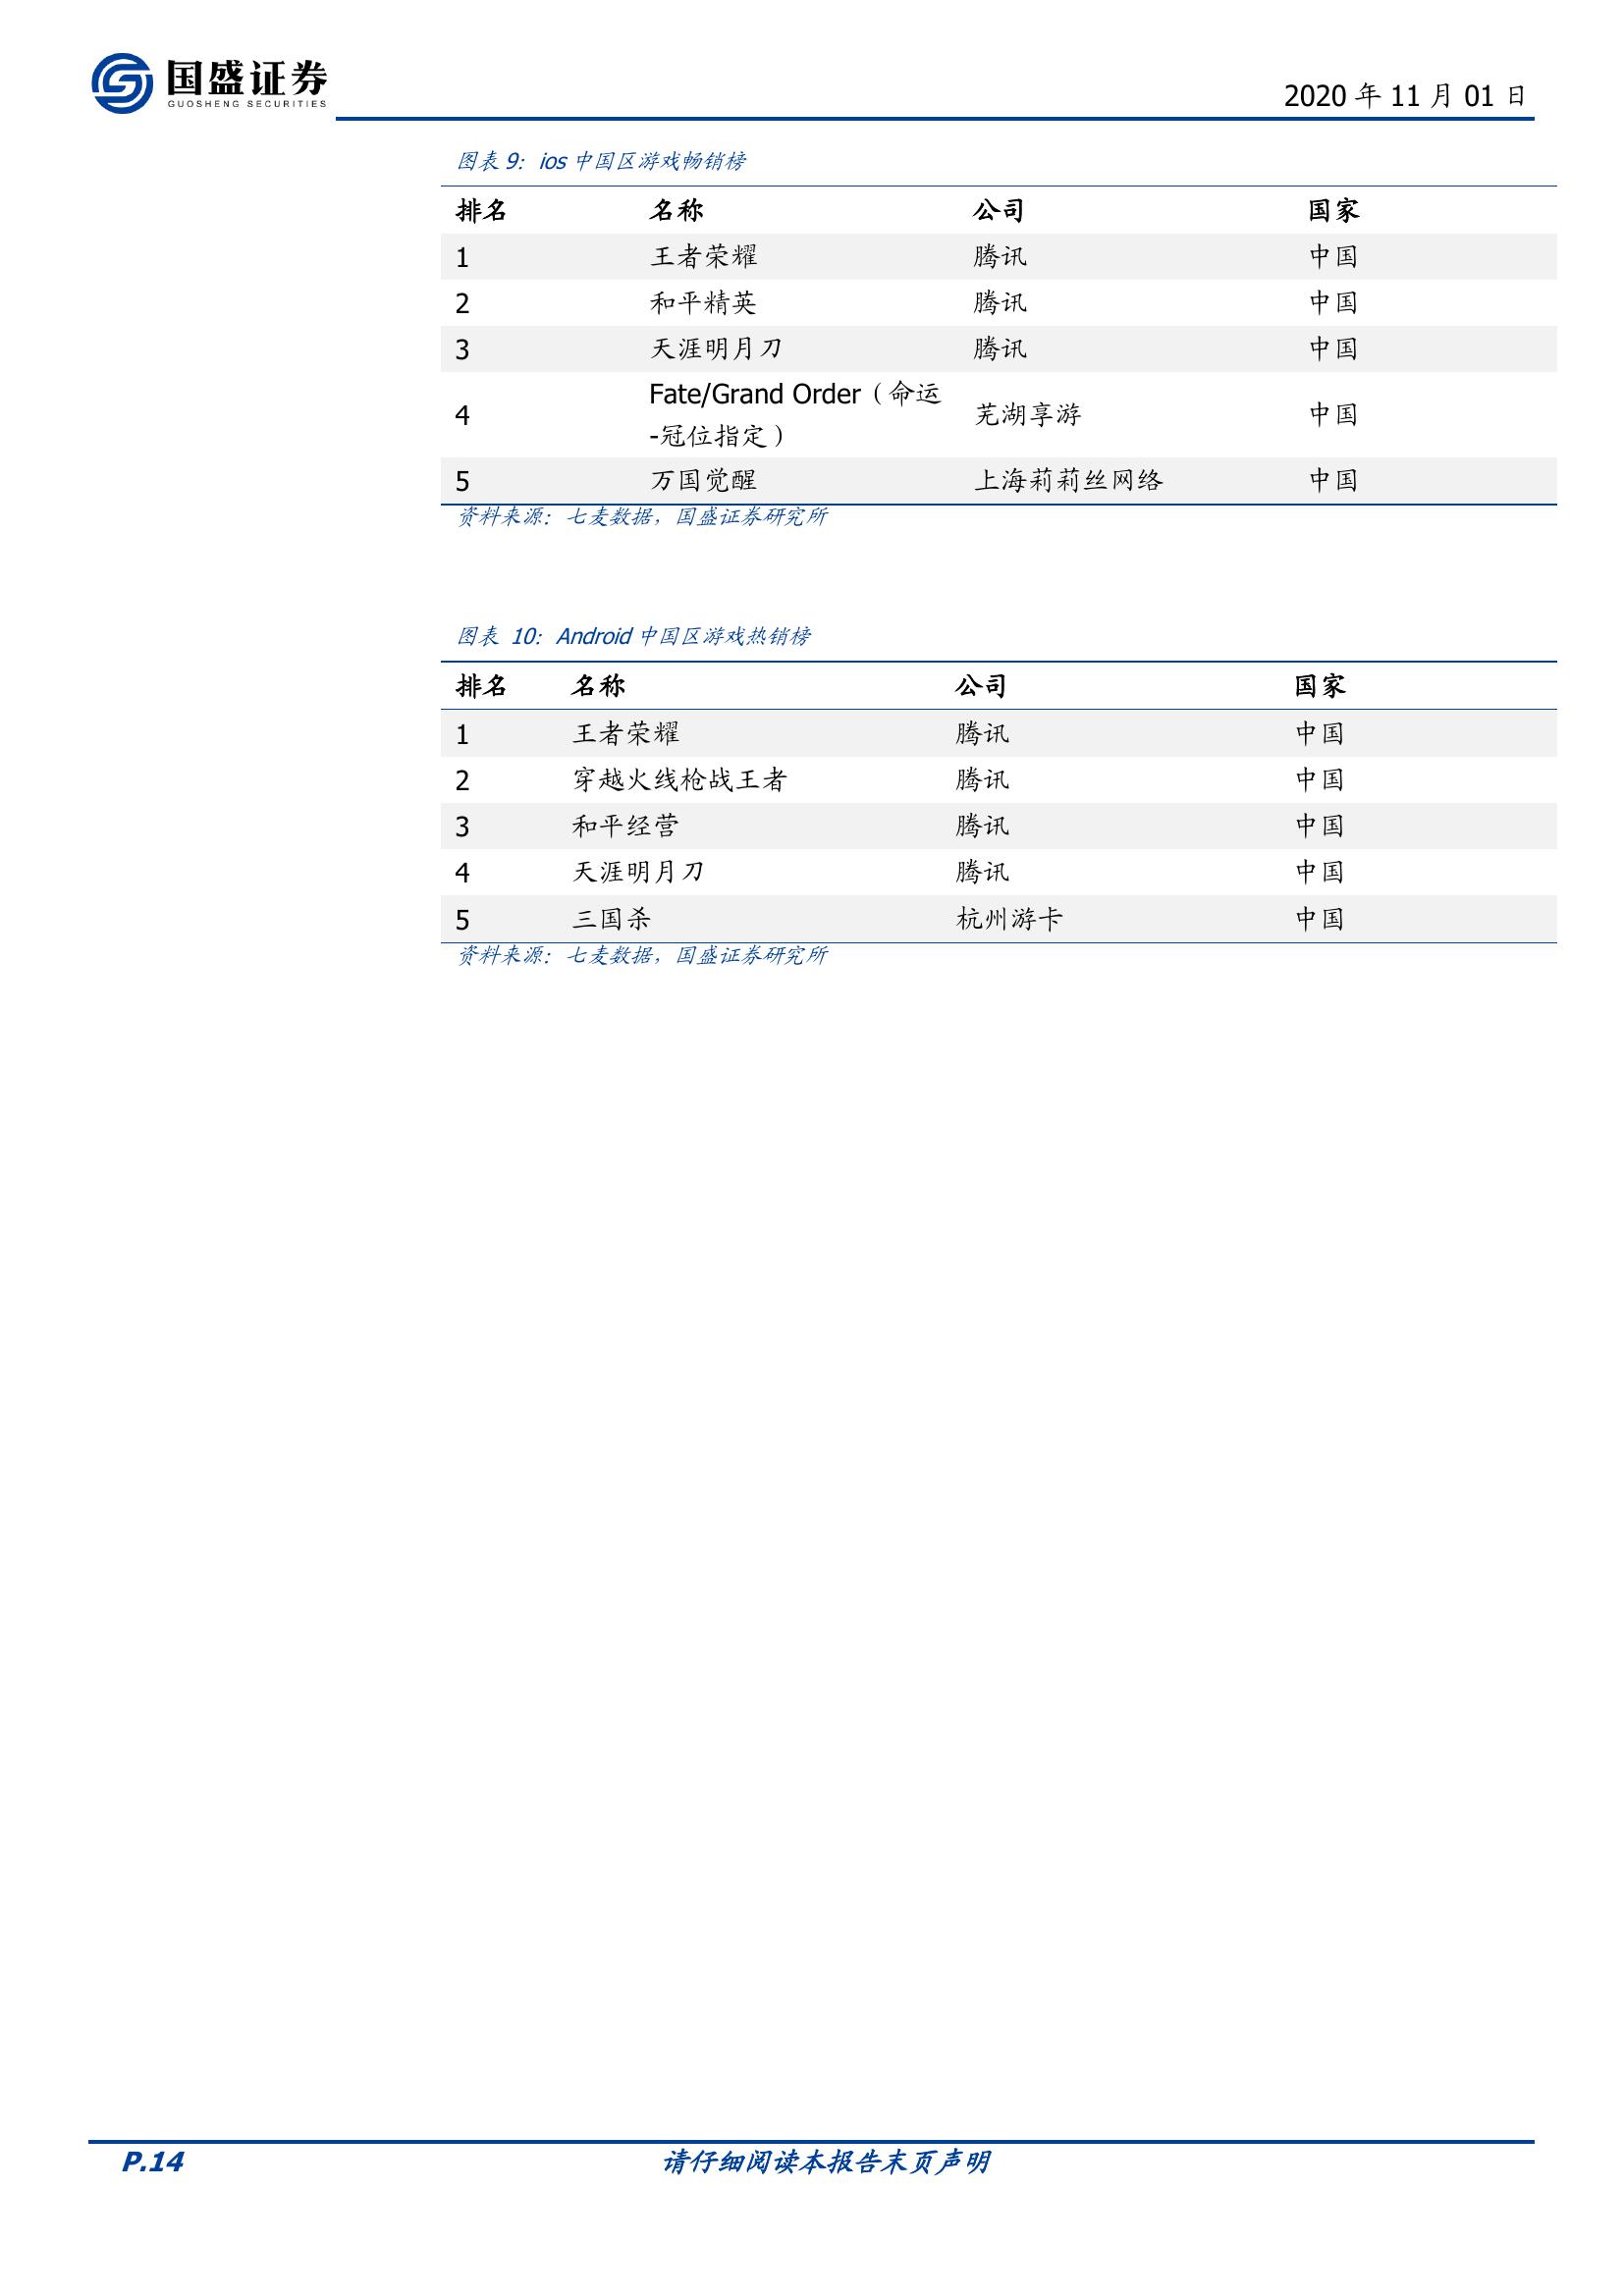 国盛证券
GUOSHENG SECURITIES
2020 年 11 月 01 日
图表 9：ios 中国区游戏畅销榜
排名 名称 公司 国家
1 王者荣耀 腾讯 中国
2 和平精英 腾讯 中国
3 天涯明月刀 腾讯 中国
4 Fate/Grand Order（命运
-冠位指定） 芜湖享游 中国
5 万国觉醒 上海莉莉丝网络 中国
资料来源：七麦数据，国盛证券研究所
图表 10：Android 中国区游戏热销榜
排名 名称 公司 国家
1 王者荣耀 腾讯 中国
2 穿越火线枪战王者 腾讯 中国
3 和平经营 腾讯 中国
4 天涯明月刀 腾讯 中国
5 三国杀 杭州游卡 中国
资料来源：七麦数据，国盛证券研究所
P.14 请仔细阅读本报告末页声明